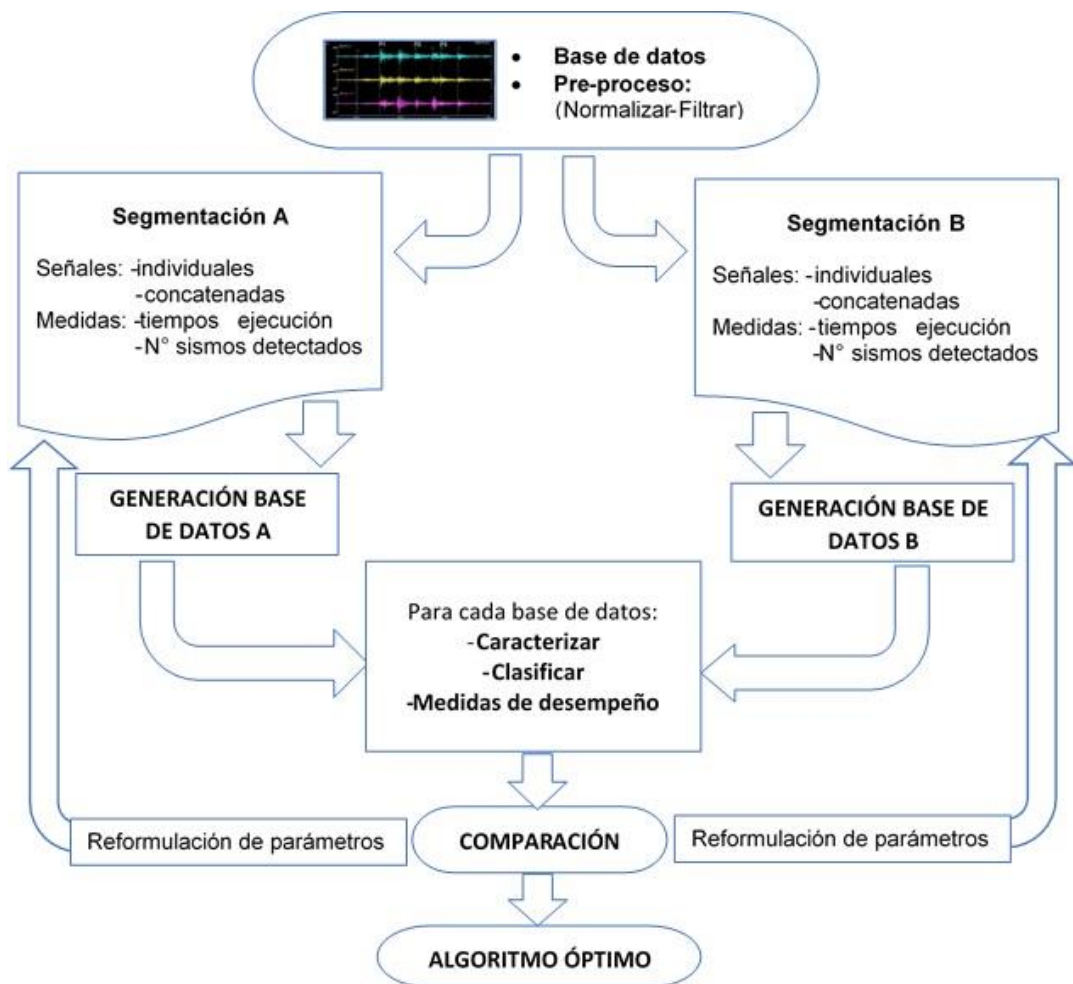 • Base de datos
• Pre-proceso:
(Normalizar-Filtrar)
Segmentación A
Señales: -individuales
-concatenadas
Medidas: -tiempos ejecución
-N° sismos detectados
Segmentación B
Señales: -individuales
-concatenadas
Medidas: -tiempos ejecución
-N° sismos detectados
GENERACIÓN BASE
DE DATOS A
GENERACIÓN BASE DE
DATOS B
Para cada base de datos:
-Caracterizar
-Clasificar
-Medidas de desempeño
Reformulación de parámetros
COMPARACIÓN
Reformulación de parámetros
ALGORITMO ÓPTIMO